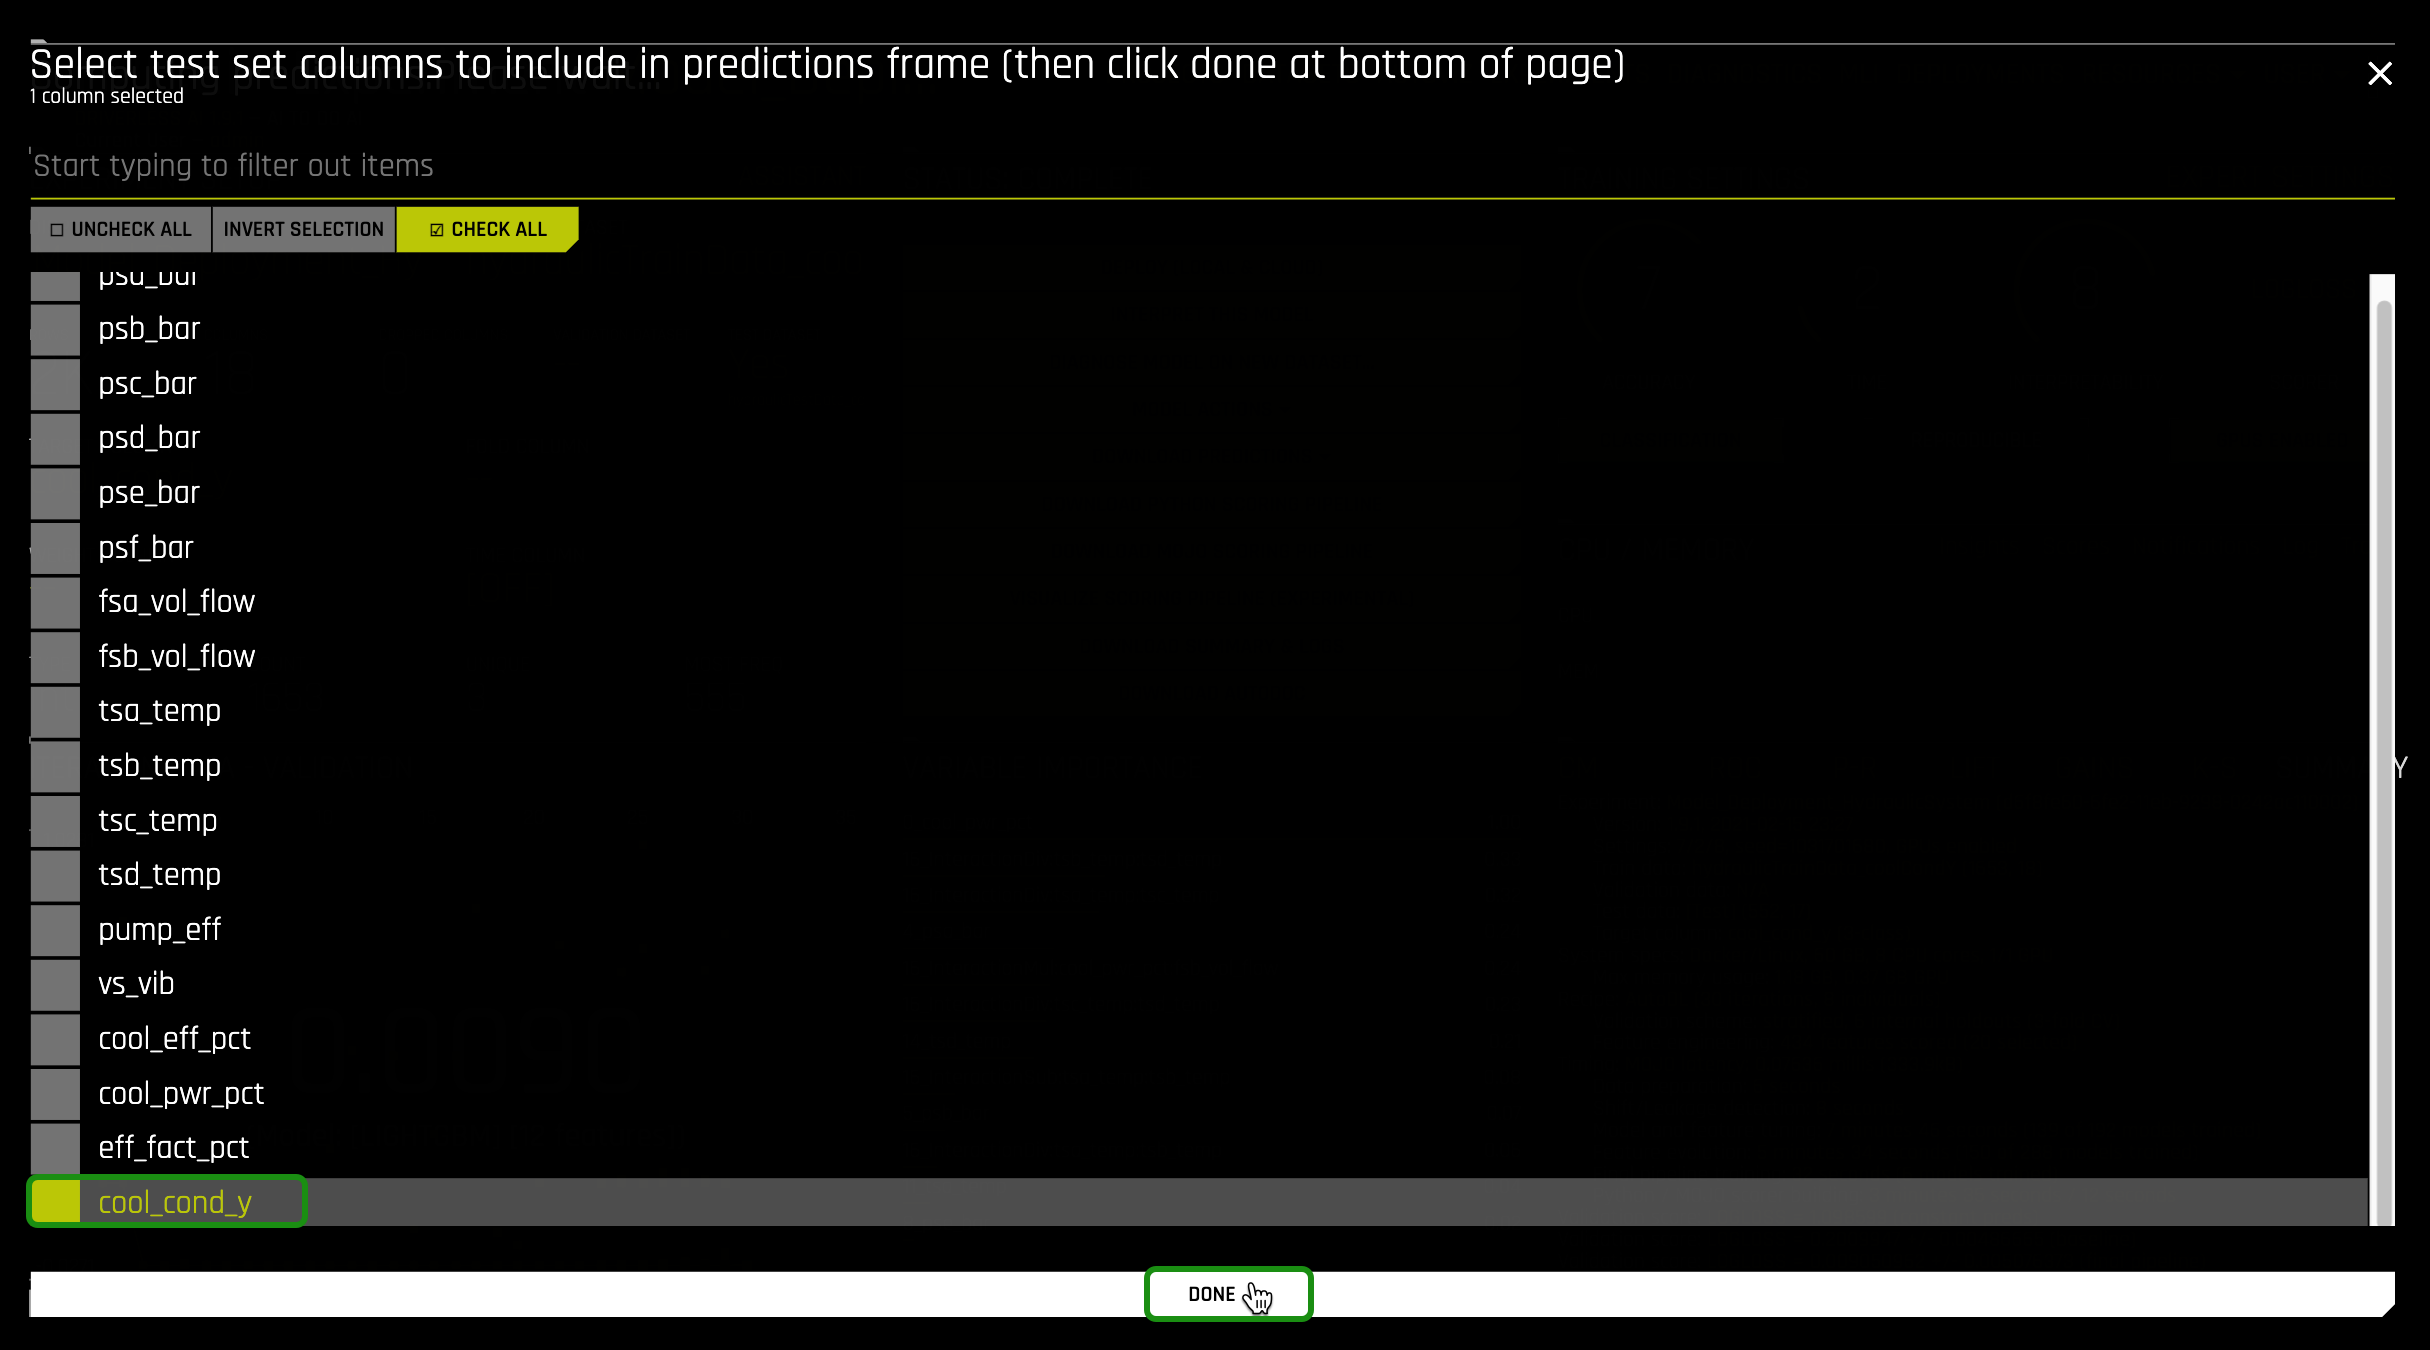 Select test set columns to include in predictions frame (then click done at bottom of page)
1 column selected
Start typing to filter out items
UNCHECK ALL INVERT SELECTION CHECK ALL
psa_bar
psb_bar
psc_bar
psd_bar
pse_bar
psf_bar
fsa_vol_flow
fsb_vol_flow
tsa_temp
tsb_temp
Y
tsc_temp
tsd_temp
pump_eff
vs_vib
cool_eff_pct
cool_pwr_pct
eff_fact_pct
cool_cond_y
DONE